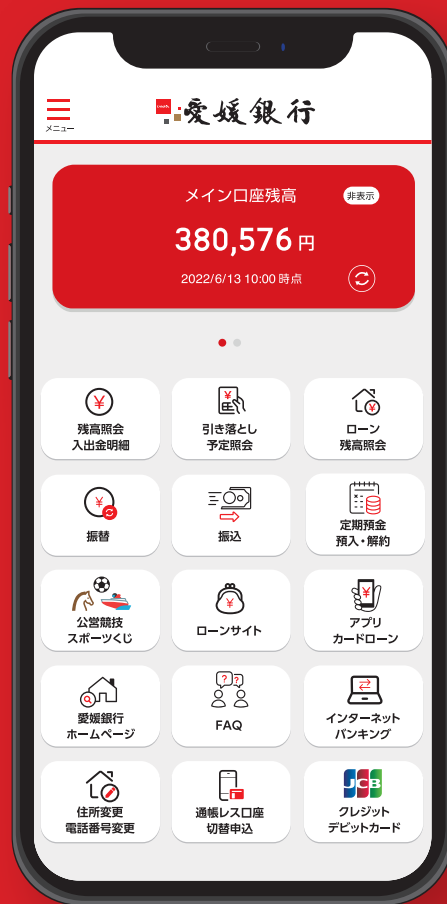 愛媛銀行
メニュー
メイン口座残高
非表示
380,576 円
2022/6/13 10:00 時点
残高照会
入出金明細
引き落とし
予定照会
ローン
残高照会
振替
振込
定期預金
預入・解約
公営競技
スポーツくじ
ローンサイト
アプリ
カードローン
愛媛銀行
ホームページ
FAQ
インターネット
バンキング
住所変更
電話番号変更
通帳レス口座
切替申込
JCB
クレジット
デビットカード